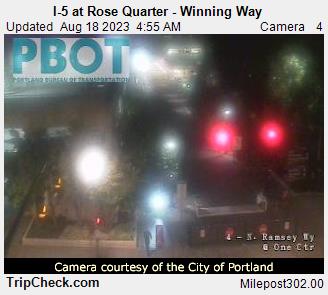 I-5 at Rose Quarter - Winning Way
Updated Aug 18 2023 4:55 AM Camera 4
PBOT
PORTLAND BUREAU OF TRANSPORTATION
4 - N. Ramsey Wy
@ One Ctr
Camera courtesy of the City of Portland
TripCheck.com Milepost302.00